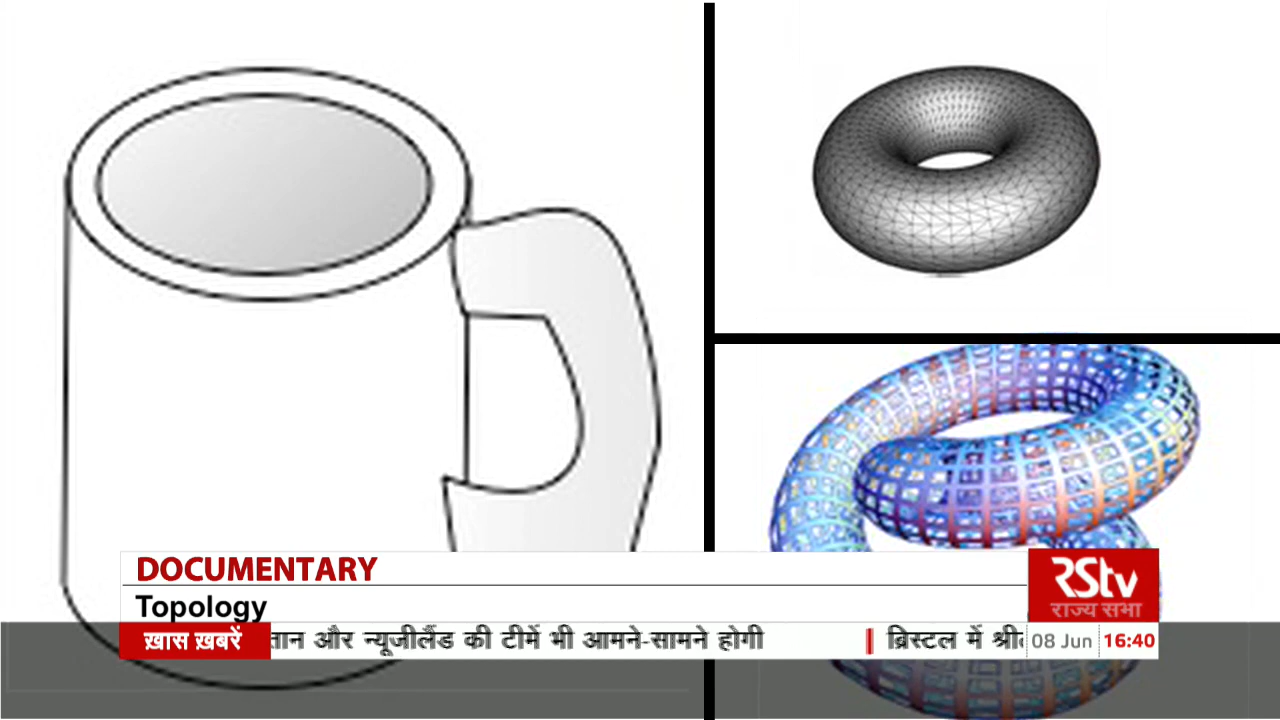 DOCUMENTARY
Topology
RStv
राज्य सभा
ख़ास ख़बरें
और न्यूजीलैंड की टीमें भी आमने-सामने होगी
ब्रिस्टल में
08 Jun
16:40